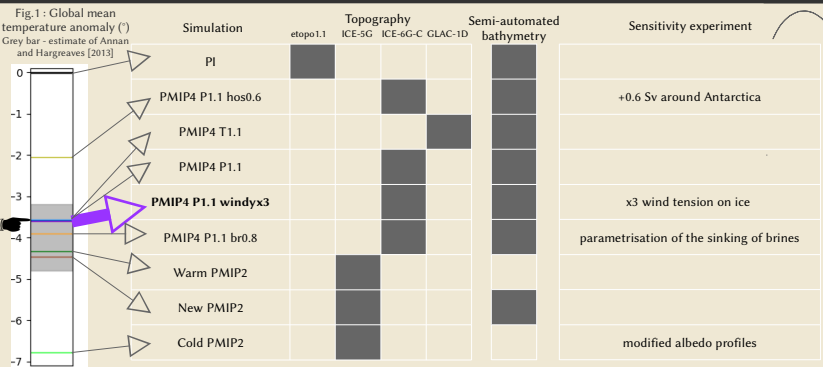 Fig.1 : Global mean
temperature anomaly (°)
Grey bar - estimate of Annan
and Hargreaves [2013]
Simulation
Topography
etopo1.1 ICE-5G ICE-6G-C GLAC-1D
Semi-automated
bathymetry
Sensitivity experiment
0
-1
-2
-3
-4
-5
-6
-7
PI
PMIP4 P1.1 hos0.6 +0.6 Sv around Antarctica
PMIP4 T1.1
PMIP4 P1.1
PMIP4 P1.1 windyx3 x3 wind tension on ice
PMIP4 P1.1 br0.8 parametrisation of the sinking of brines
Warm PMIP2
New PMIP2
Cold PMIP2 modified albedo profiles